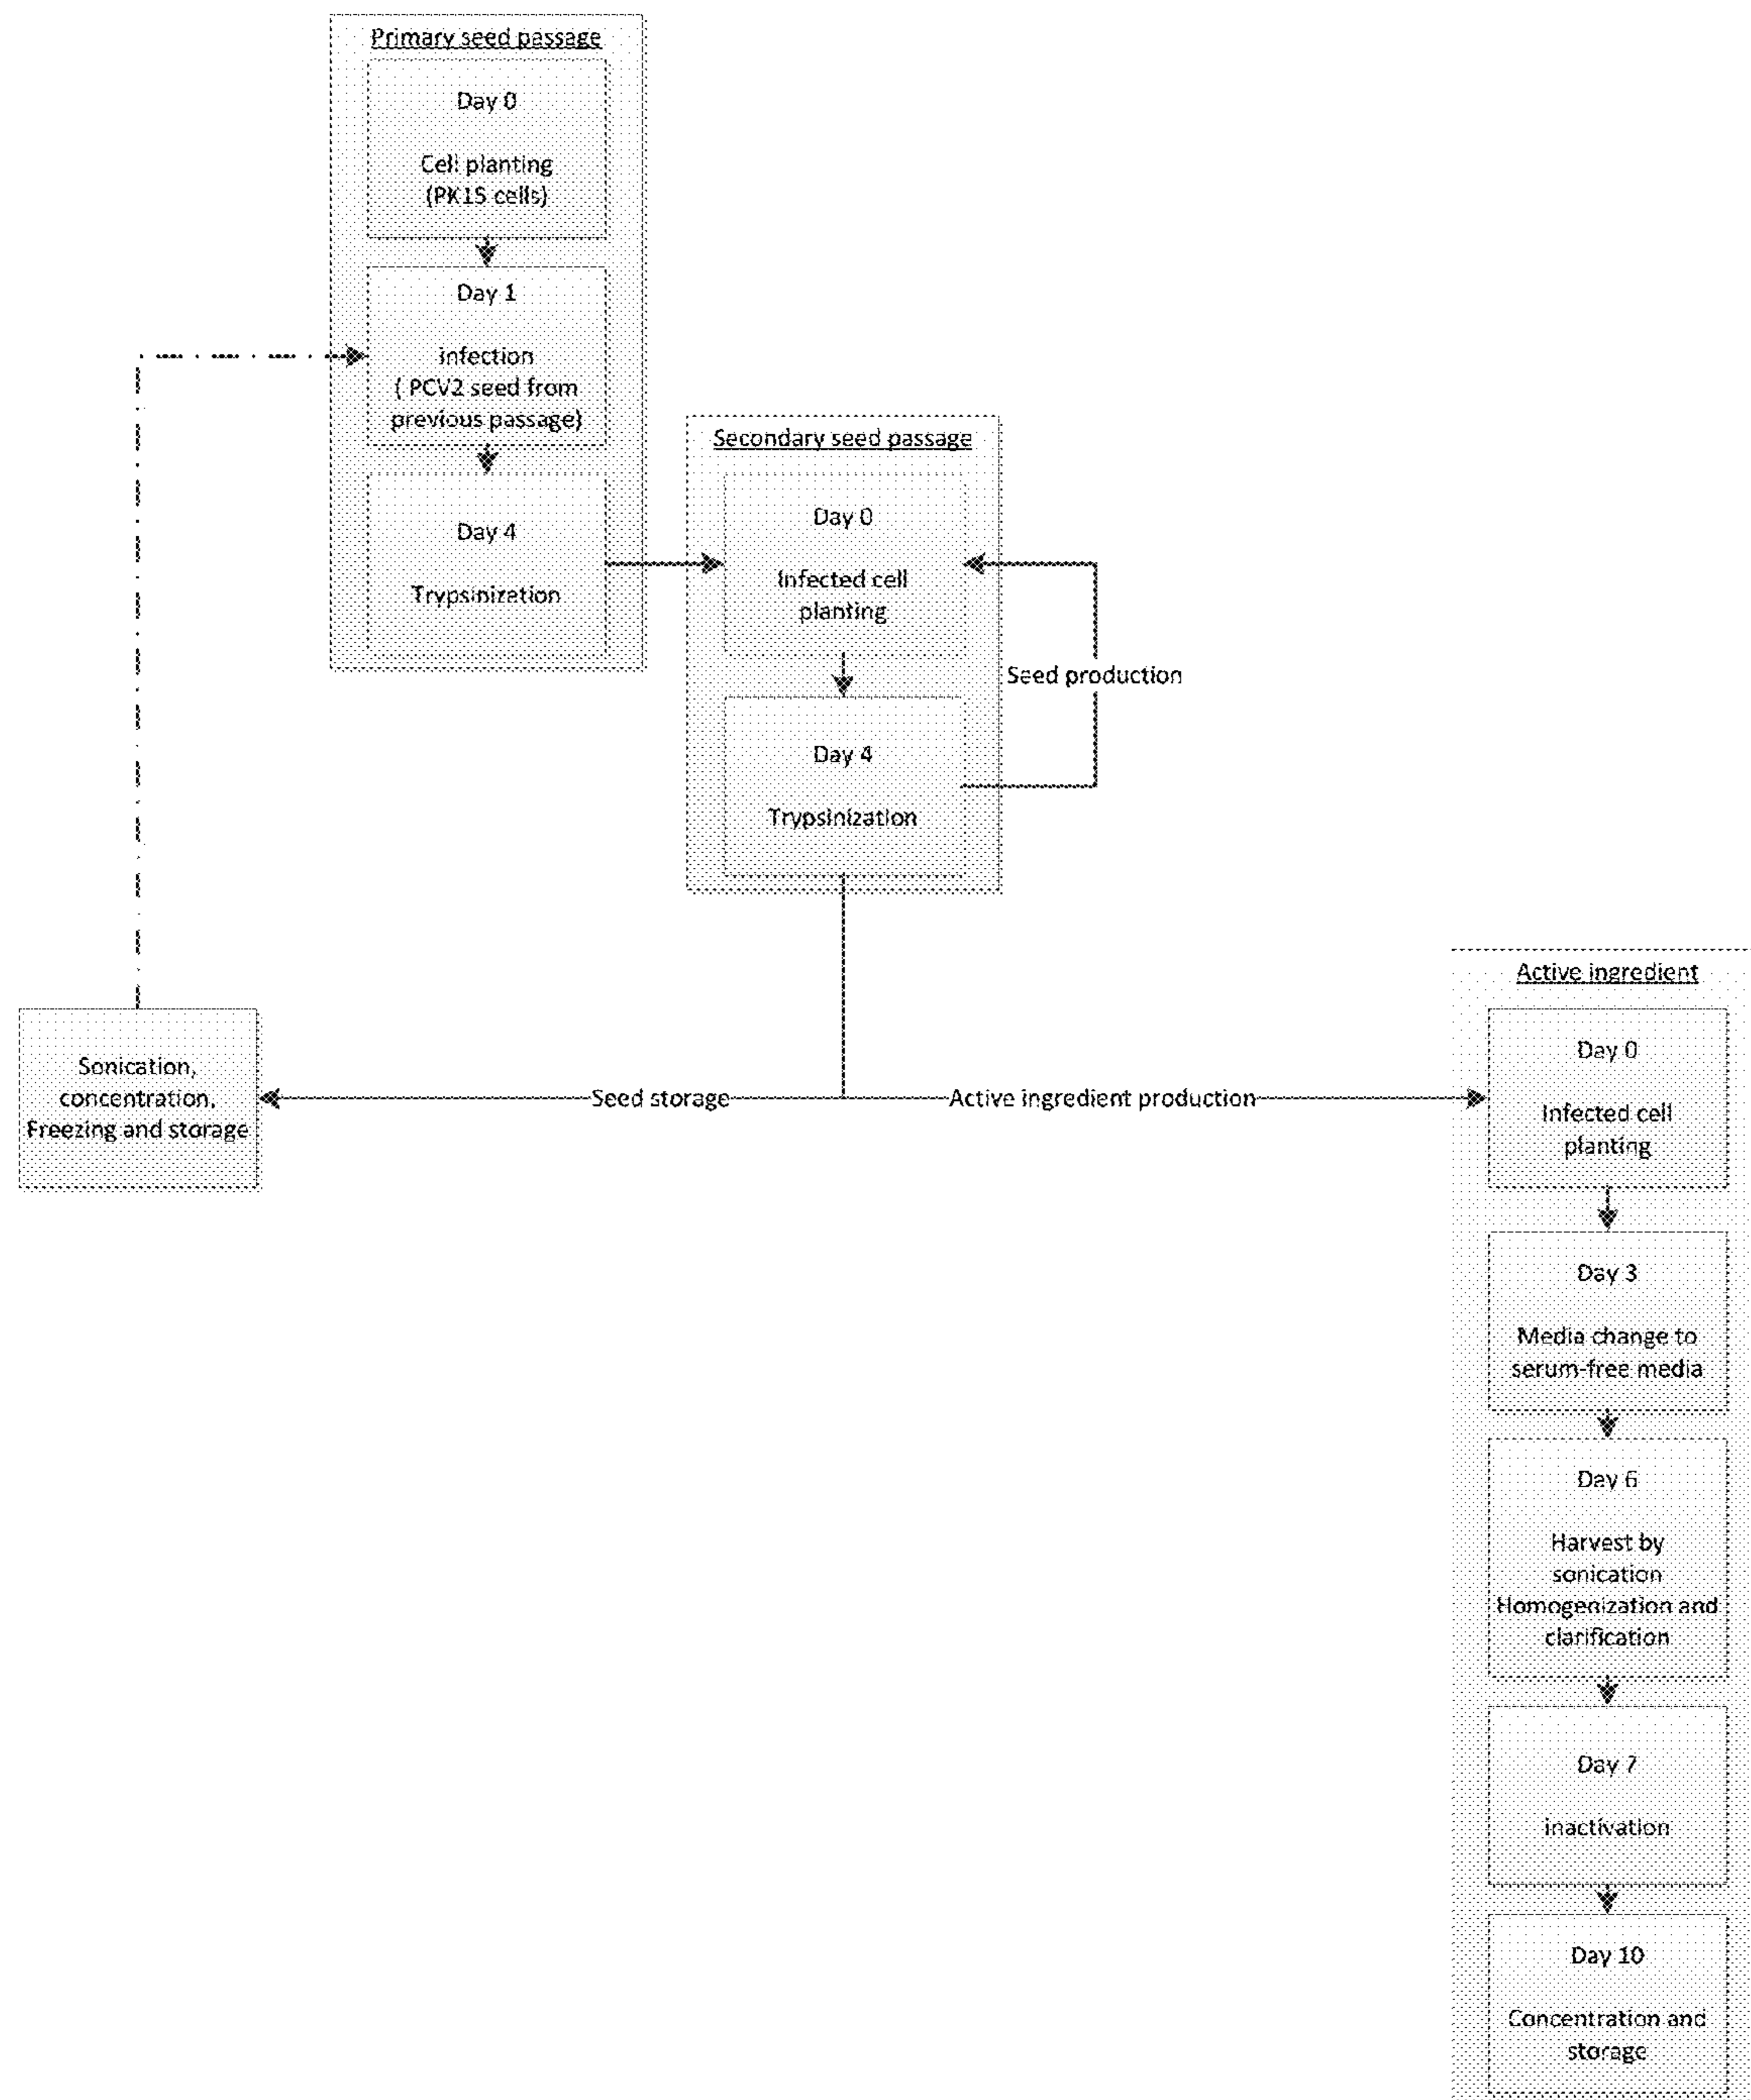 Primary seed passage
Day 0
Cell planting
(PK15 cells)
Day 1
infection
( PCV2 seed from
previous passage)
Day 4
Trypsinization
Secondary seed passage
Day 0
Infected cell
planting
Seed production
Day 4
Trypsinization
Sonication,
concentration,
Freezing and storage
Seed storage
Active ingredient production
Active ingredient
Day 0
Infected cell
planting
Day 3
Media change to
serum-free media
Day 6
Harvest by
sonication
Homogenization and
clarification
Day 7
inactivation
Day 10
Concentration and
storage